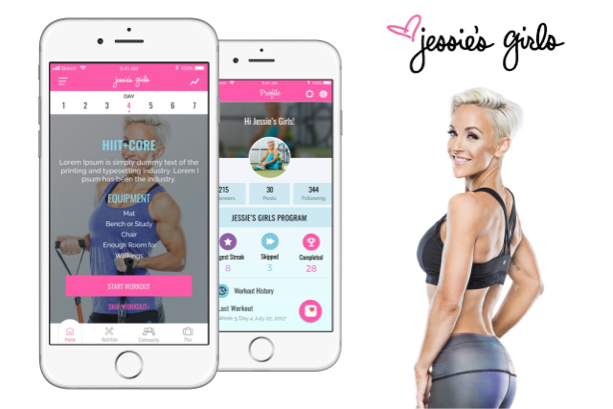 jessie's girls
Search 9:41 AM 100%
jessie's girls
DAY
1 2 3 4 5 6 7
HIIT+CORE
Lorem Ipsum is simply dummy text of the
printing and typesetting industry. Lorem I
psum has been the industry.
EQUIPMENT
Mat
Bench or Study
Chair
Enough Room for
Walkings
START WORKOUT
SKIP WORKOUT
Home Nutrition Community Plus
9:41 AM 100%
Profile
Hi Jessie's Girls!
215 30 344
Posts Following
JESSIE'S GIRLS PROGRAM
Streak Skipped Completed
8 3 28
Workout History
Last Workout
Week 5 Day 4 July 22, 2017